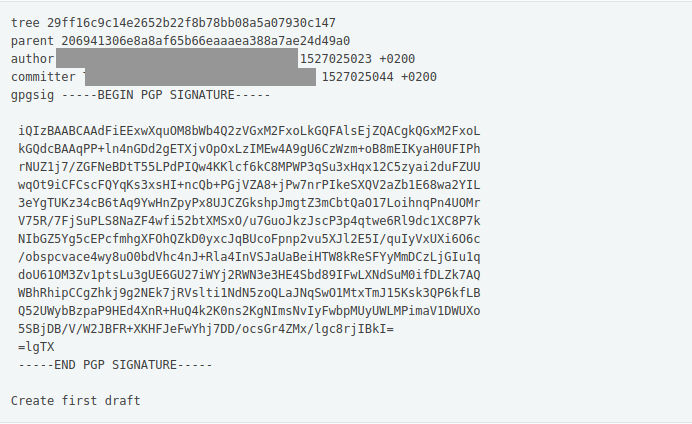 tree 29ff16c9c14e2652b22f8b78bb08a5a07930c147
parent 206941306e8a8af65b66eaaaea388a7ae24d49a0
author 1527025023 +0200
committer 1527025044 +0200
gpgsig -----BEGIN PGP SIGNATURE-----

iQIzBAABCAAdFiEExwXquOM8bWb4Q2zVGxM2FxoLkGQFAlsEjZQACgkQGxM2FxoL
kGQdcBAAqPP+ln4nGDd2gETXjvOpOxLzIMEw4A9gU6CzWzm+oB8mEIKyaH0UFIPh
rNUZ1j7/ZGFNeBDtT55LPdPIQw4KKlcf6kC8MPWP3qSu3xHqx12C5zyai2duFZUU
wqOt9iCFCscFQYqKs3xsHI+ncQb+PGjVZA8+jPw7nrPIkeSXQV2aZb1E68wa2YIL
3eYgTUKz34cB6tAq9YwHnZpyPx8UJCZGkshpJmgtZ3mCbtQaO17LoihnqPn4UOMr
V75R/7FjSuPLS8NaZF4wfi52btXMSxO/u7GuoJkzJscP3p4qtwe6Rl9dc1XC8P7k
NIbGZ5Yg5cEPcfmhgXFOhQZkD0yxcJqBUcoFpnp2vu5XJl2E5I/quIyVxUXi6O6c
/obspcvace4wy8uO0bdVhc4nJ+Rla4InVSJaUaBeiHTW8kReSFYyMmDCzLjGIu1q
doU61OM3Zv1ptsLu3gUE6GU27iWYj2RWN3e3HE4Sbd89IFwLXNdSuM0ifDLZk7AQ
WBhRhipCCgZhkj9g2NEk7jRVslti1NdN5zoQLaJNqSwO1MtxTmJ15Ksk3QP6kfLB
Q52UWybBzpaP9HEd4XnR+HuQ4k2K0ns2KgNImsNvIyFwbpMUyUWLMPimaV1DWUXo
5SBjDB/V/W2JBFR+XKHFJeFwYhj7DD/ocsGr4ZMx/lgc8rjIBkI=
=lgTX
-----END PGP SIGNATURE-----

Create first draft